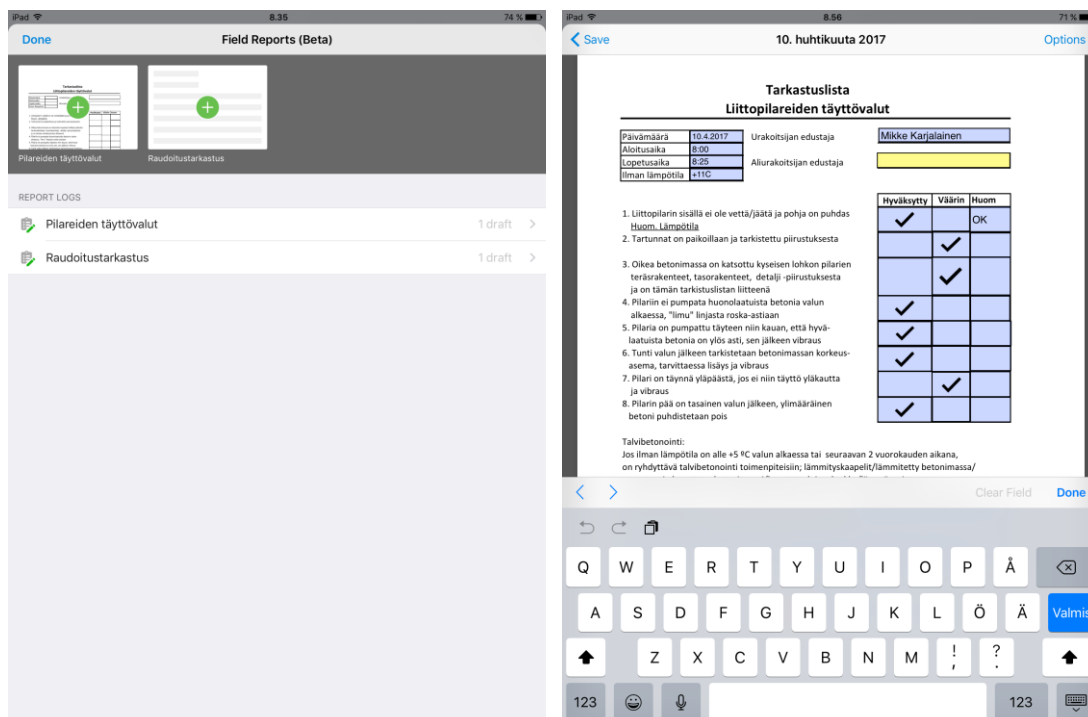 iPad 8.35 74 %
Done Field Reports (Beta)
Tarkastuslista
Liittopilareiden täyttövalut
Pilareiden täyttövalut Raudoitustarkastus
REPORT LOGS
Pilareiden täyttövalut 1 draft
Raudoitustarkastus 1 draft
iPad 8.56 71 %
Save 10. huhtikuuta 2017 Options
Tarkastuslista
Liittopilareiden täyttövalut
Päivämäärä 10.4.2017 Urakoitsijan edustaja Mikke Karjalainen
Aloitusaika 8:00
Lopetusaika 8:25 Aliurakoitsijan edustaja
Ilman lämpötila +11C
Hyväksytty Väärin Huom
1. Liittopilarin sisällä ei ole vettä/jäätä ja pohja on puhdas OK
Huom. Lämpötila
2. Tartunnat on paikoillaan ja tarkistettu piirustuksesta
3. Oikea betonimassa on katsottu kyseisen lohkon pilarien
teräsrakenteet, tasorakenteet, detalji -piirustuksesta
ja on tämän tarkistuslistan liitteenä
4. Pilariin ei pumpata huonolaatuista betonia valun
alkaessa, "limu" linjasta roska-astiaan
5. Pilaria on pumpattu täyteen niin kauan, että hyvä-
laatuista betonia on ylös asti, sen jälkeen vibraus
6. Tunti valun jälkeen tarkistetaan betonimassan korkeus-
asema, tarvittaessa lisäys ja vibraus
7. Pilari on täynnä yläpäästä, jos ei niin täyttö yläkautta
ja vibraus
8. Pilarin pää on tasainen valun jälkeen, ylimääräinen
betoni puhdistetaan pois
Talvibetonointi:
Jos ilman lämpötila on alle +5 ºC valun alkaessa tai seuraavan 2 vuorokauden aikana,
on ryhdyttävä talvibetonointi toimenpiteisiin; lämmityskaapelit/lämmitetty betonimassa/
Clear Field Done
Q W E R T Y U I O P Å
A S D F G H J K L Ö Ä Valmis
Z X C V B N M ! , ? .
123 123